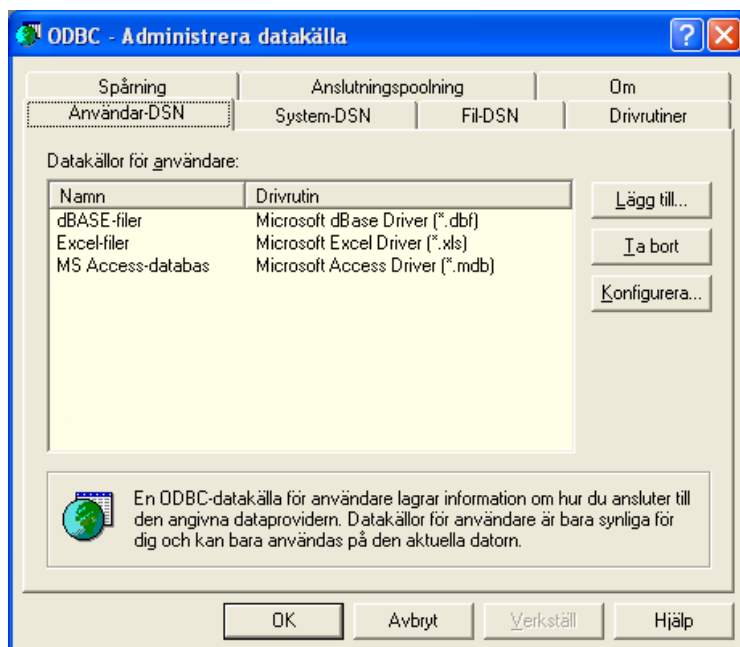 ODBC - Administrera datakälla
Spårning Anslutningspoolning Om
Användar-DSN System-DSN Fil-DSN Drivrutiner
Datakällor för användare:
Namn Drivrutin
dBASE-filer Microsoft dBase Driver (*.dbf)
Excel-filer Microsoft Excel Driver (*.xls)
MS Access-databas Microsoft Access Driver (*.mdb)
Lägg till...
Ta bort
Konfigurera...
En ODBC-datakälla för användare lagrar information om hur du ansluter till
den angivna dataprovidern. Datakällor för användare är bara synliga för
dig och kan bara användas på den aktuella datorn.
OK Avbryt Verkställ Hjälp